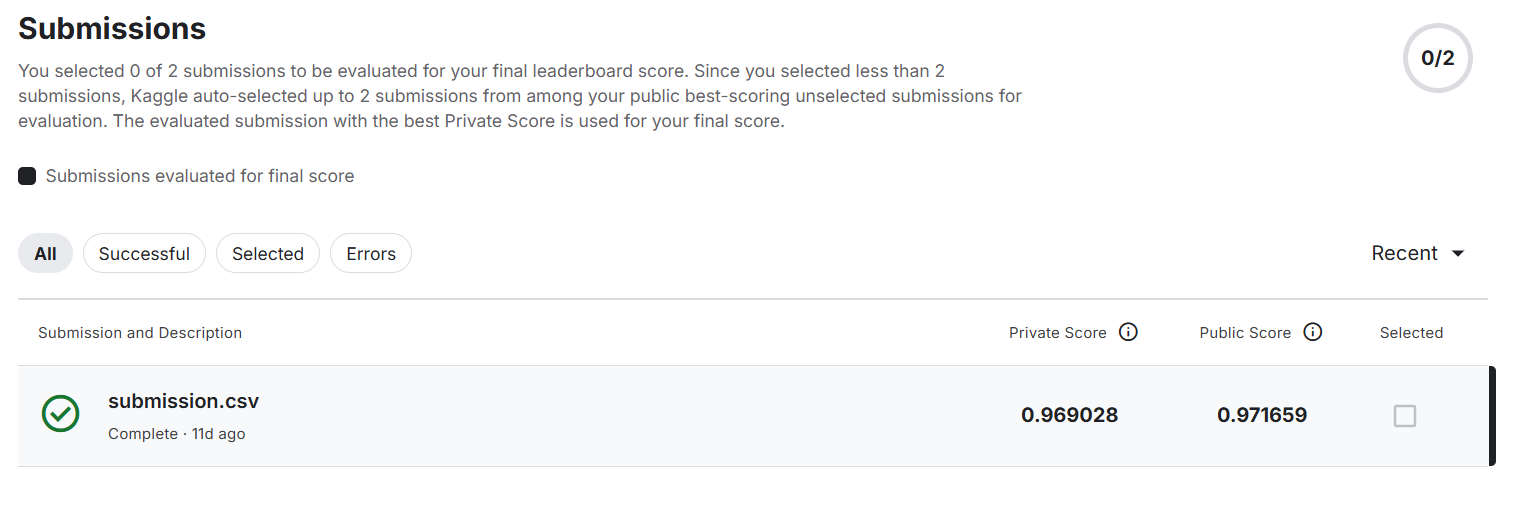 Submissions
0/2
You selected 0 of 2 submissions to be evaluated for your final leaderboard score. Since you selected less than 2
submissions, Kaggle auto-selected up to 2 submissions from among your public best-scoring unselected submissions for
evaluation. The evaluated submission with the best Private Score is used for your final score.
Submissions evaluated for final score
All Successful Selected Errors Recent
Submission and Description Private Score Public Score Selected
submission.csv
Complete · 11d ago
0.969028 0.971659